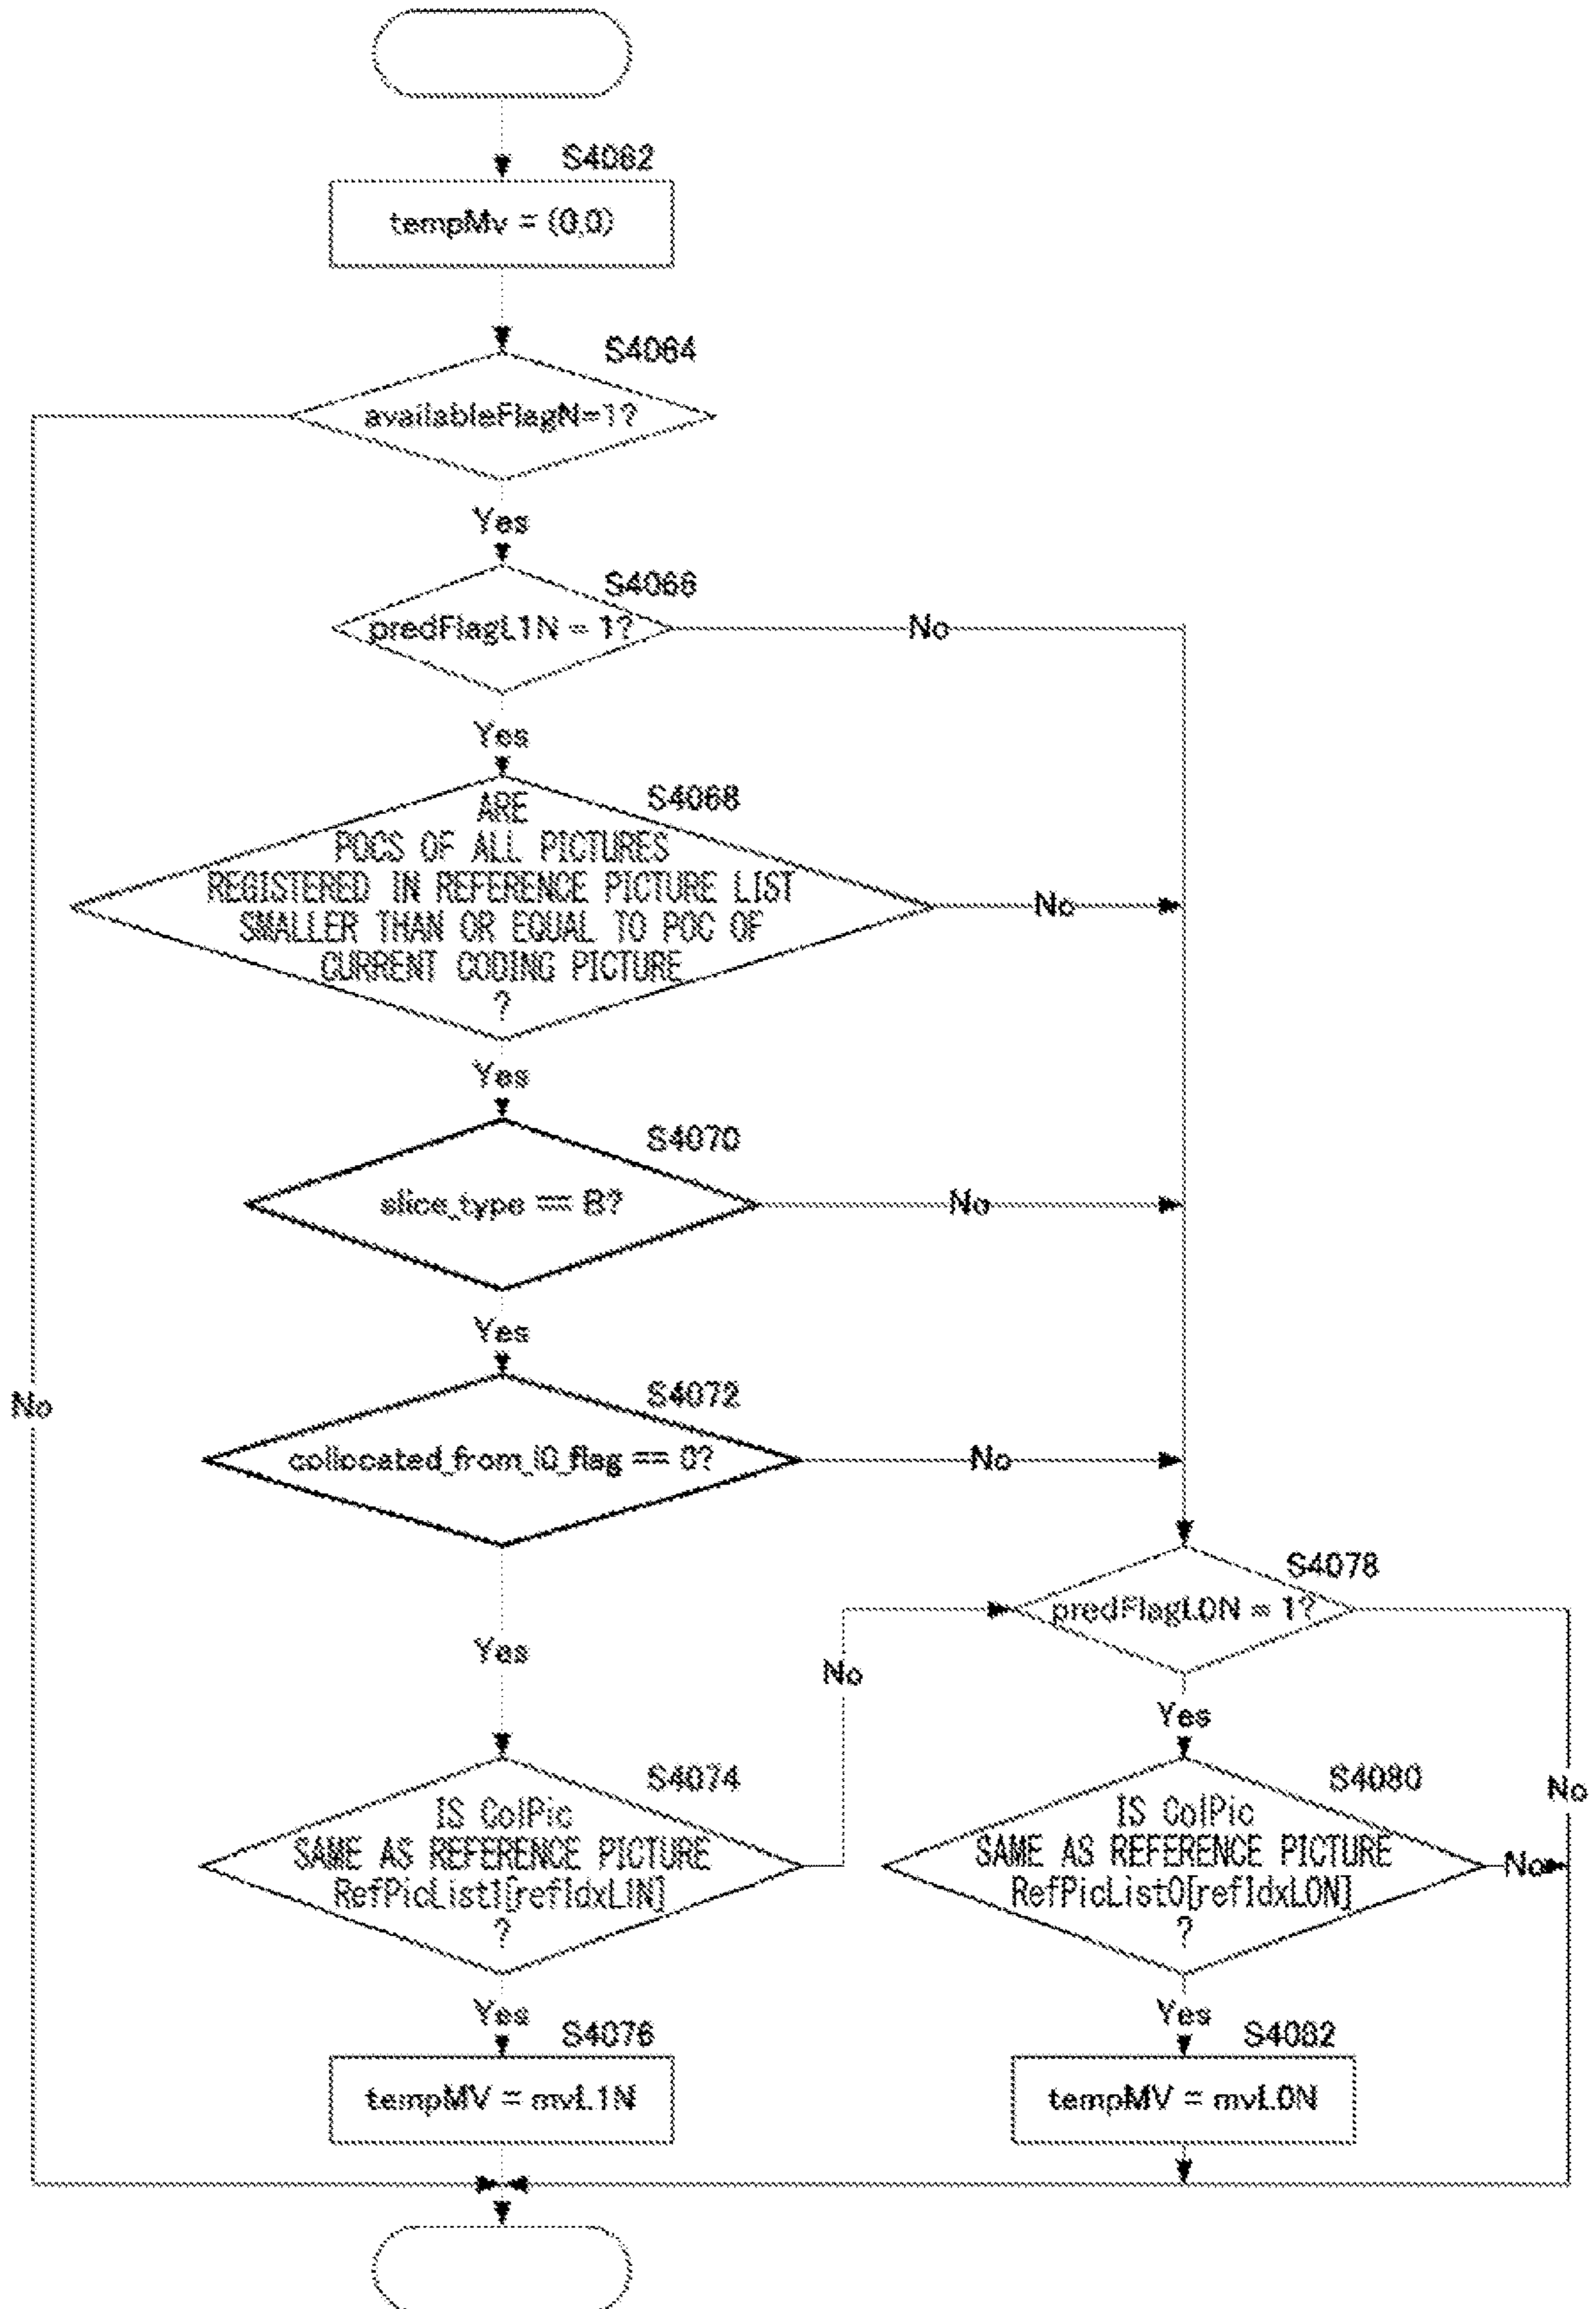 S4062
tempMv = (0,0)
S4064
availableFlagN=1?
Yes
S4066
predFlagL1N = 1?
No
Yes
S4068
ARE
POCS OF ALL PICTURES
REGISTERED IN REFERENCE PICTURE LIST
SMALLER THAN OR EQUAL TO POC OF
CURRENT CODING PICTURE
?
No
Yes
S4070
slice_type == B?
No
Yes
No
S4072
collocated_from_l0_flag == 0?
No
Yes
S4078
predFlagL0N = 1?
No
Yes
No
S4074
IS ColPic
SAME AS REFERENCE PICTURE
RefPicList1[refIdxL1N]
?
S4080
IS ColPic
SAME AS REFERENCE PICTURE
RefPicList0[refIdxL0N]
?
No
Yes
S4076
tempMV = mvL1N
Yes
S4082
tempMV = mvL0N